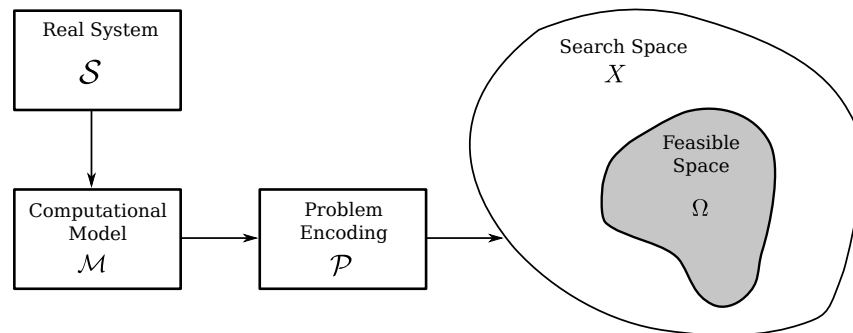 Real System
𝒮
Computational
Model
ℳ
Problem
Encoding
𝒫
Search Space
X
Feasible
Space
Ω